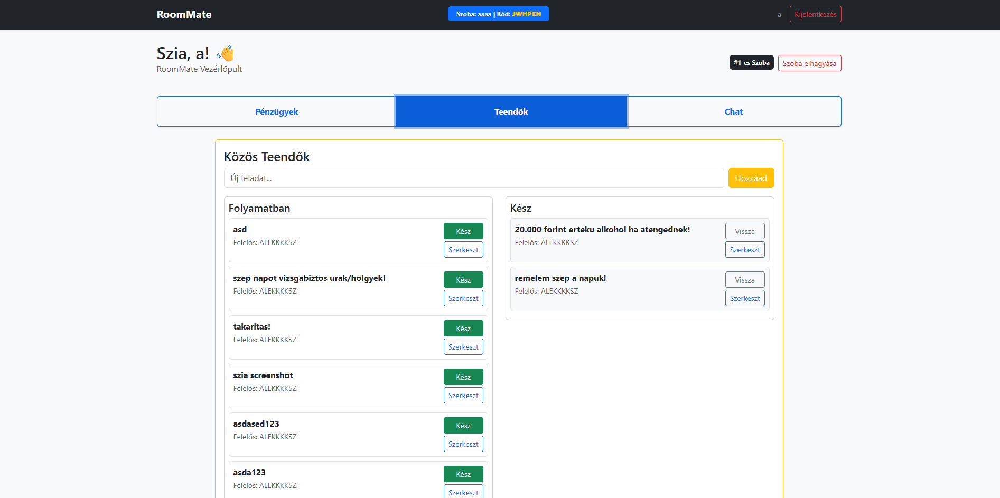 RoomMate
Szoba: aaaa | Kód: JWHPXN
a
Kijelentkezés
Szia, a! 👋
RoomMate Vezérlőpult
#1-es Szoba
Szoba elhagyása
Pénzügyek
Teendők
Chat
Közös Teendők
Új feladat...
Hozzáad
Folyamatban
asd
Felelős: ALEKKKKSZ
Kész
Szerkeszt
szep napot vizsgabiztos urak/holgyek!
Felelős: ALEKKKKSZ
Kész
Szerkeszt
takaritas!
Felelős: ALEKKKKSZ
Kész
Szerkeszt
szia screenshot
Felelős: ALEKKKKSZ
Kész
Szerkeszt
asdased123
Felelős: ALEKKKKSZ
Kész
Szerkeszt
asda123
Felelős: ALEKKKKSZ
Kész
Szerkeszt
Kész
20.000 forint erteku alkohol ha atengednek!
Felelős: ALEKKKKSZ
Vissza
Szerkeszt
remelem szep a napuk!
Felelős: ALEKKKKSZ
Vissza
Szerkeszt